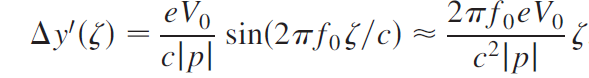 Δy′(ζ) = eV₀/(c|p|) sin(2πf₀ζ/c) ≈ 2πf₀eV₀/(c²|p|) ζ